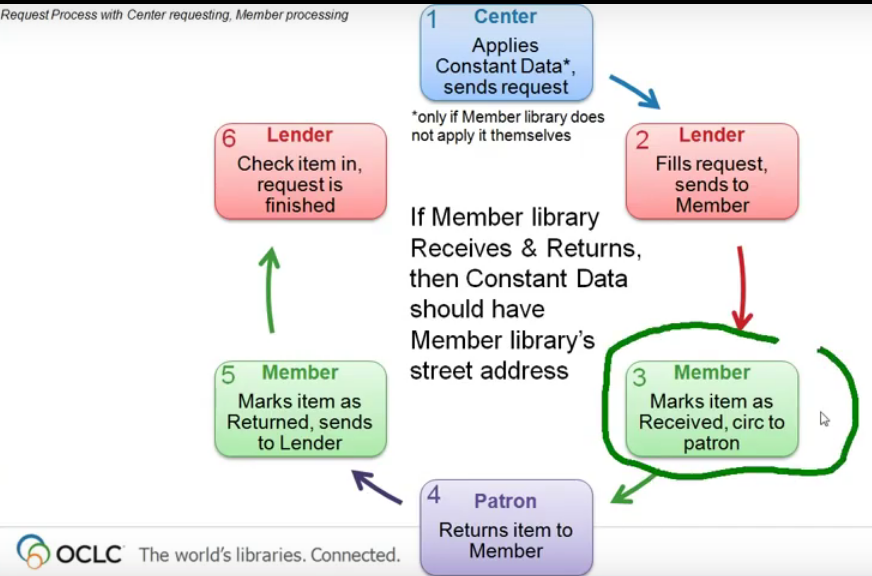 Request Process with Center requesting, Member processing
1 Center
Applies
Constant Data*,
sends request
*only if Member library does
not apply it themselves
2 Lender
Fills request,
sends to
Member
3 Member
Marks item as
Received, circ to
patron
4 Patron
Returns item to
Member
5 Member
Marks item as
Returned, sends
to Lender
6 Lender
Check item in,
request is
finished
If Member library
Receives & Returns,
then Constant Data
should have
Member library's
street address
OCLC The world's libraries. Connected.